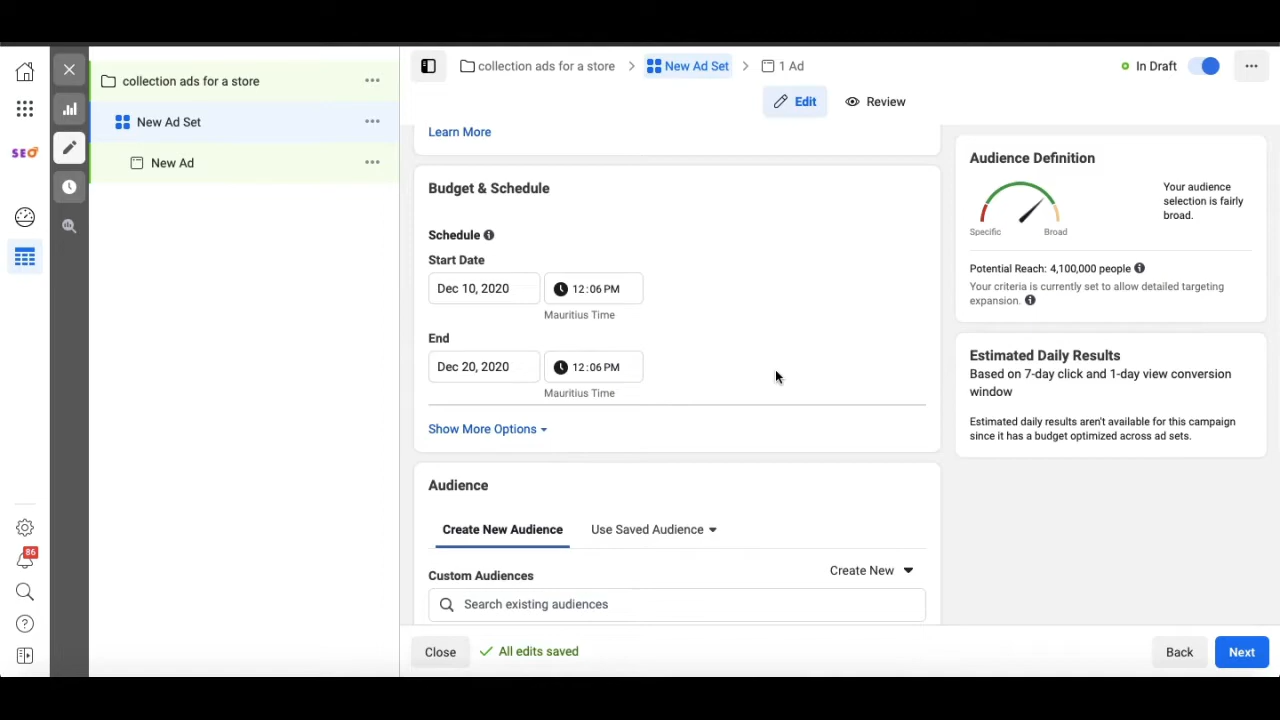 collection ads for a store
New Ad Set
New Ad
SEO
86
collection ads for a store
New Ad Set
1 Ad
In Draft
Edit
Review
Learn More
Budget & Schedule
Schedule
Start Date
Dec 10, 2020
12:06 PM
Mauritius Time
End
Dec 20, 2020
12:06 PM
Mauritius Time
Show More Options
Audience
Create New Audience
Use Saved Audience
Custom Audiences
Create New
Search existing audiences
Audience Definition
Specific
Broad
Your audience
selection is fairly
broad.
Potential Reach: 4,100,000 people
Your criteria is currently set to allow detailed targeting
expansion.
Estimated Daily Results
Based on 7-day click and 1-day view conversion
window
Estimated daily results aren't available for this campaign
since it has a budget optimized across ad sets.
Close
All edits saved
Back
Next